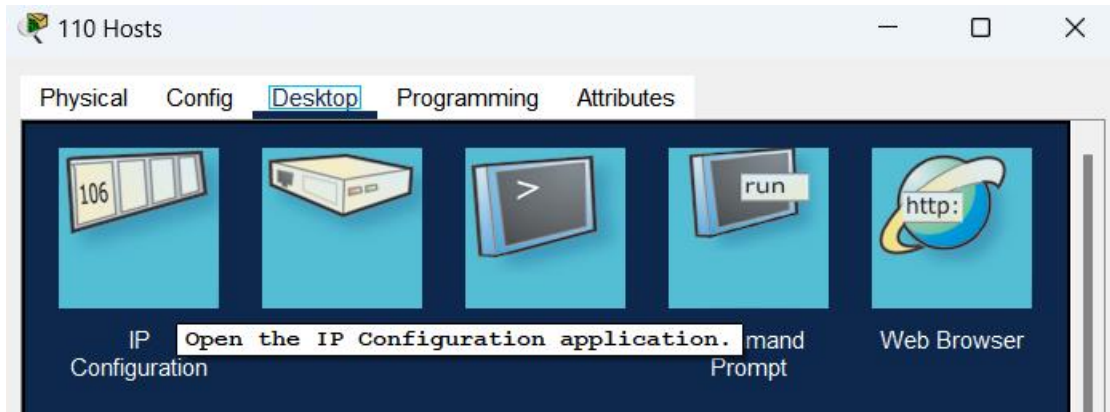 110 Hosts
Physical Config Desktop Programming Attributes
106
>
run
http:
IP
Configuration
Open the IP Configuration application.
mand
Prompt
Web Browser